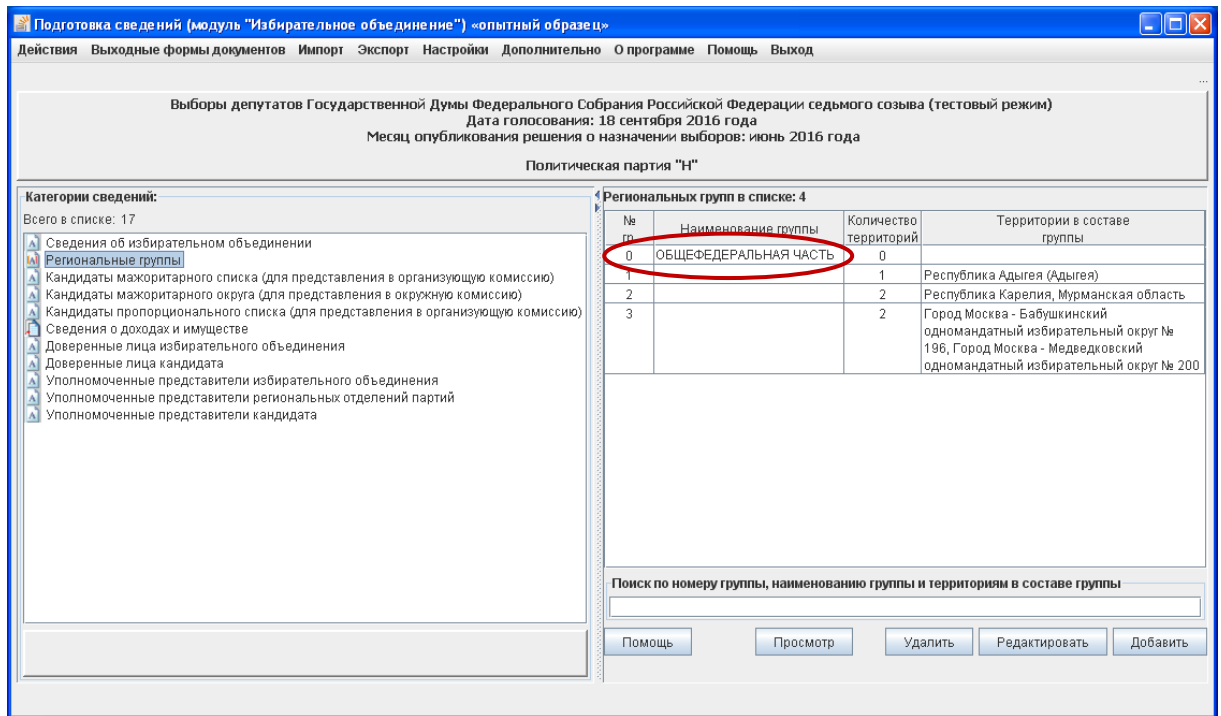 Подготовка сведений (модуль "Избирательное объединение") «опытный образец»
Действия Выходные формы документов Импорт Экспорт Настройки Дополнительно О программе Помощь Выход
...
Выборы депутатов Государственной Думы Федерального Собрания Российской Федерации седьмого созыва (тестовый режим)
Дата голосования: 18 сентября 2016 года
Месяц опубликования решения о назначении выборов: июнь 2016 года
Политическая партия "Н"
Категории сведений:
Всего в списке: 17
Сведения об избирательном объединении
Региональные группы
Кандидаты мажоритарного списка (для представления в организующую комиссию)
Кандидаты мажоритарного округа (для представления в окружную комиссию)
Кандидаты пропорционального списка (для представления в организующую комиссию)
Сведения о доходах и имуществе
Доверенные лица избирательного объединения
Доверенные лица кандидата
Уполномоченные представители избирательного объединения
Уполномоченные представители региональных отделений партий
Уполномоченные представители кандидата
Региональных групп в списке: 4
№ гр. Наименование группы Количество территорий Территории в составе группы
0 ОБЩЕФЕДЕРАЛЬНАЯ ЧАСТЬ 0
1 1 Республика Адыгея (Адыгея)
2 2 Республика Карелия, Мурманская область
3 2 Город Москва - Бабушкинский
одномандатный избирательный округ №
196, Город Москва - Медведковский
одномандатный избирательный округ № 200
Поиск по номеру группы, наименованию группы и территориям в составе группы
Помощь Просмотр Удалить Редактировать Добавить